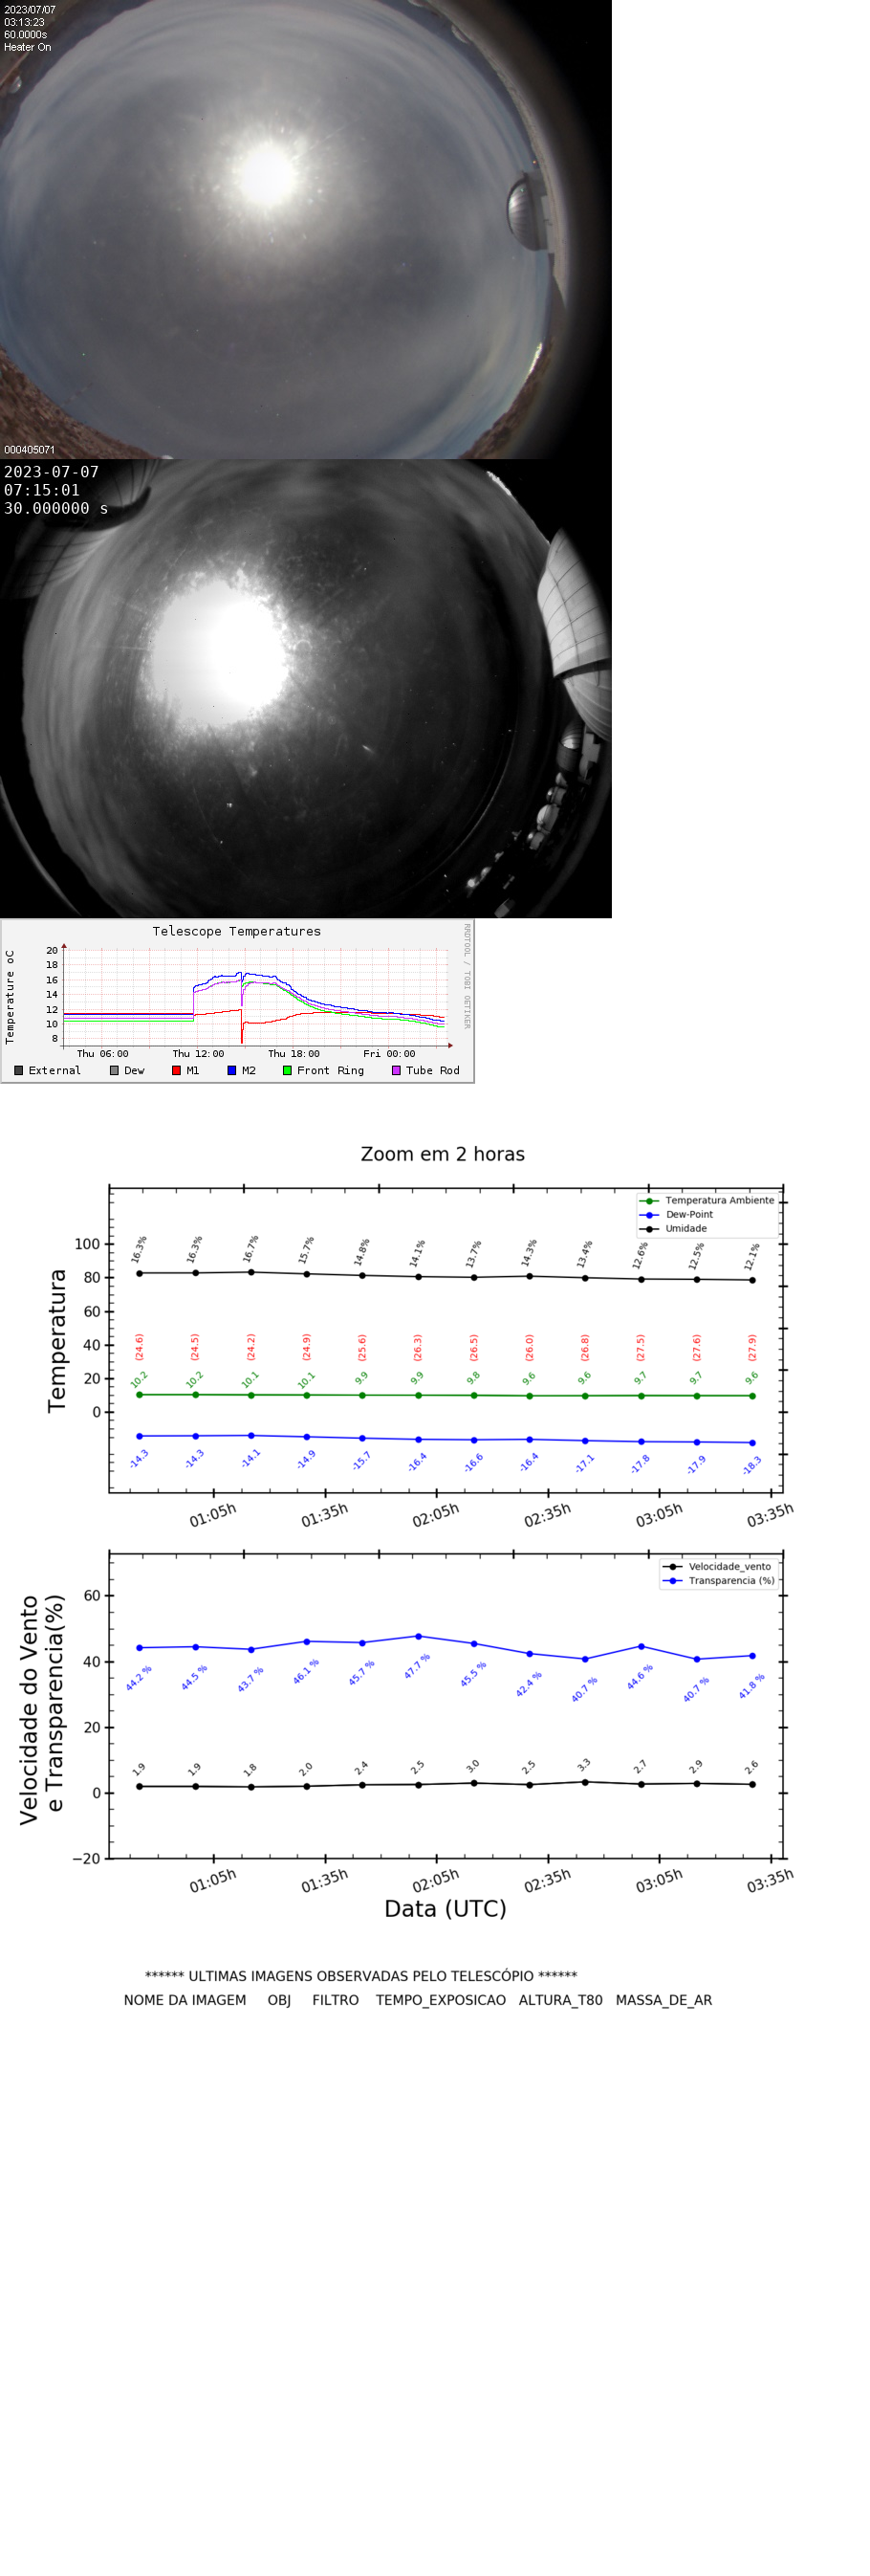 2023/07/07
03:13:23
60.0000s
Heater On
000405071
2023-07-07
07:15:01
30.000000 s
Telescope Temperatures
RRDTOOL / TOBI OETIKER
Temperature oC
20
18
16
14
12
10
8
Thu 06:00 Thu 12:00 Thu 18:00 Fri 00:00
External Dew M1 M2 Front Ring Tube Rod
Zoom em 2 horas
Temperatura Ambiente
Dew-Point
Umidade
Temperatura
100
80
60
40
20
0
16.3% 16.3% 16.7% 15.7% 14.8% 14.1% 13.7% 14.3% 13.4% 12.6% 12.5% 12.1%
(24.6) (24.5) (24.2) (24.9) (25.6) (26.3) (26.5) (26.0) (26.8) (27.5) (27.6) (27.9)
10.2 10.2 10.1 10.1 9.9 9.9 9.8 9.6 9.6 9.7 9.7 9.6
-14.3 -14.3 -14.1 -14.9 -15.7 -16.4 -16.6 -16.4 -17.1 -17.8 -17.9 -18.3
01:05h 01:35h 02:05h 02:35h 03:05h 03:35h
Velocidade_vento
Transparencia (%)
Velocidade do Vento
e Transparencia(%)
60
40
20
0
−20
44.2 % 44.5 % 43.7 % 46.1 % 45.7 % 47.7 % 45.5 % 42.4 % 40.7 % 44.6 % 40.7 % 41.8 %
1.9 1.9 1.8 2.0 2.4 2.5 3.0 2.5 3.3 2.7 2.9 2.6
01:05h 01:35h 02:05h 02:35h 03:05h 03:35h
Data (UTC)
****** ULTIMAS IMAGENS OBSERVADAS PELO TELESCÓPIO ******
NOME DA IMAGEM OBJ FILTRO TEMPO_EXPOSICAO ALTURA_T80 MASSA_DE_AR